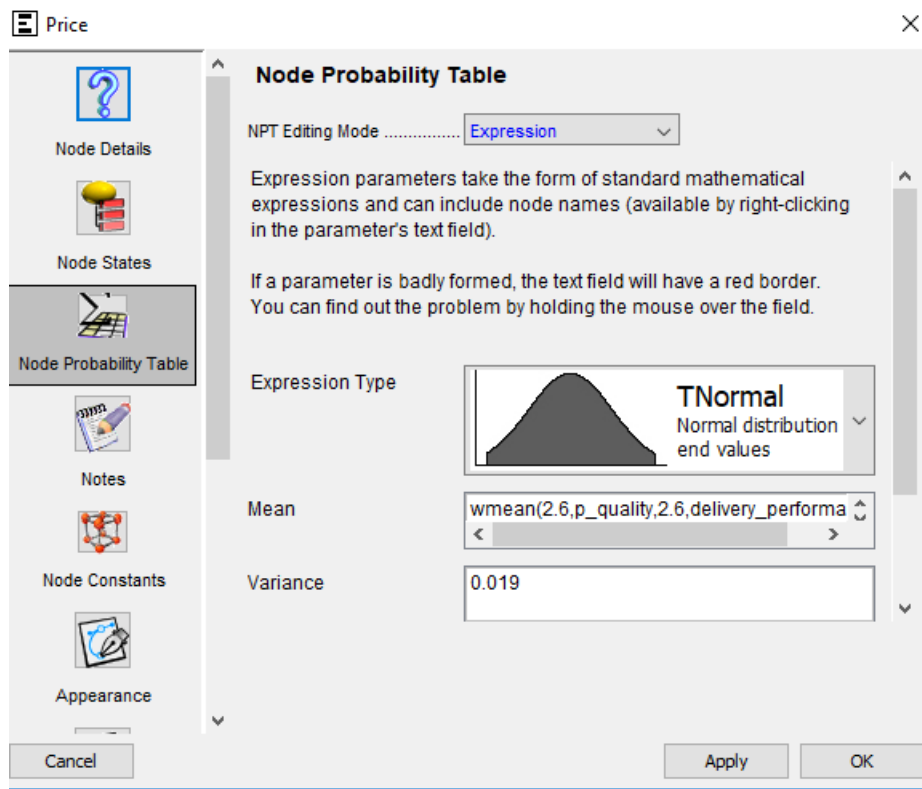 Price
Node Details
Node States
Node Probability Table
Notes
Node Constants
Appearance
Node Probability Table
NPT Editing Mode ................ Expression
Expression parameters take the form of standard mathematical
expressions and can include node names (available by right-clicking
in the parameter's text field).
If a parameter is badly formed, the text field will have a red border.
You can find out the problem by holding the mouse over the field.
Expression Type
TNormal
Normal distribution
end values
Mean
wmean(2.6,p_quality,2.6,delivery_performa
Variance
0.019
Cancel
Apply
OK